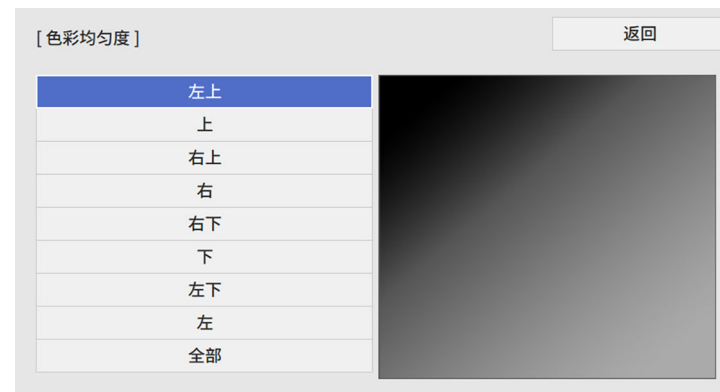 [ 色彩均匀度 ]
返回
左上
上
右上
右
右下
下
左下
左
全部